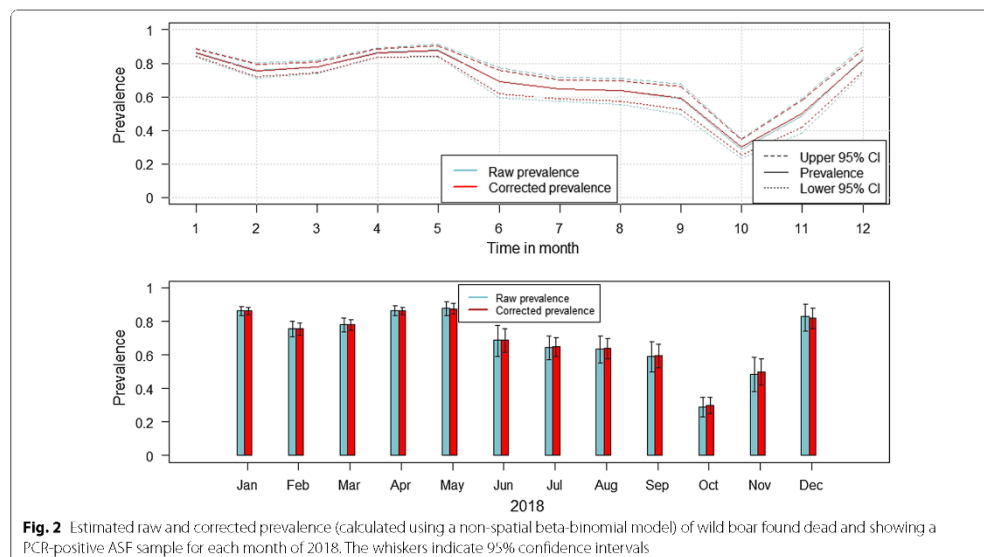 1
0.8
0.6
0.4
0.2
0
Prevalence
Raw prevalence
Corrected prevalence
Upper 95% CI
Prevalence
Lower 95% CI
1 2 3 4 5 6 7 8 9 10 11 12
Time in month
1
0.8
0.6
0.4
0.2
0
Prevalence
Raw prevalence
Corrected prevalence
Jan Feb Mar Apr May Jun Jul Aug Sep Oct Nov Dec
2018
Fig. 2 Estimated raw and corrected prevalence (calculated using a non-spatial beta-binomial model) of wild boar found dead and showing a
PCR-positive ASF sample for each month of 2018. The whiskers indicate 95% confidence intervals